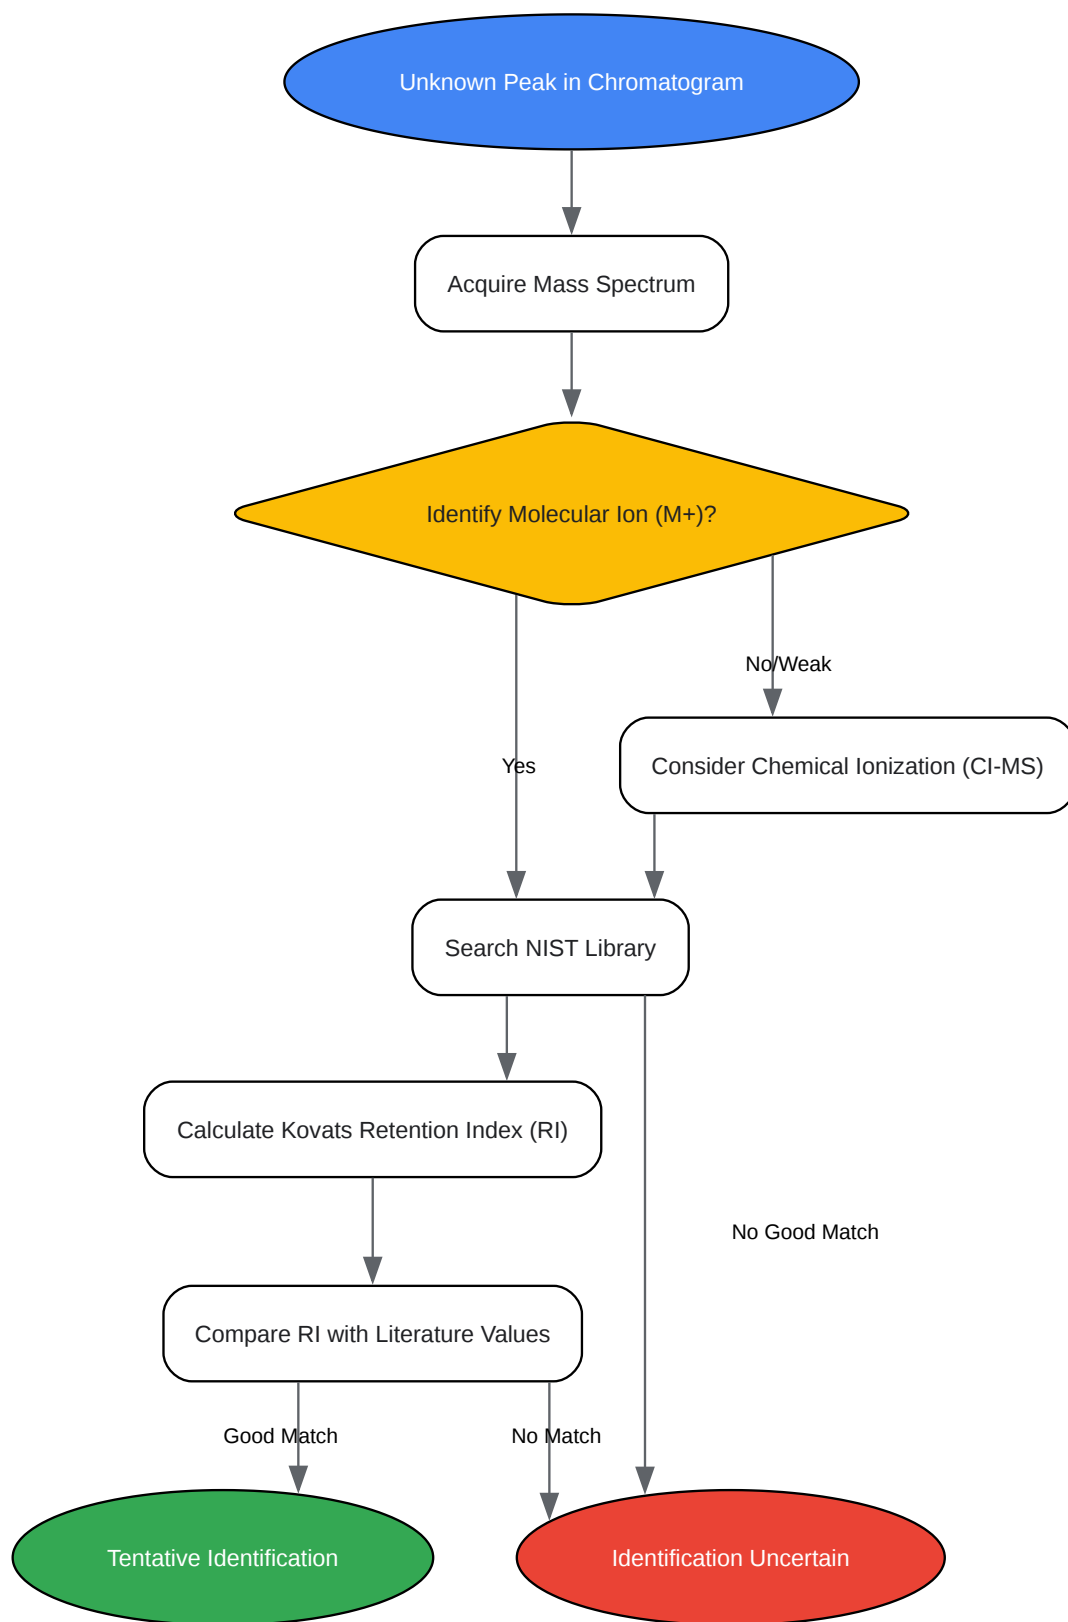 Unknown Peak in Chromatogram
Acquire Mass Spectrum
Identify Molecular Ion (M+)?
No/Weak
Yes
Consider Chemical Ionization (CI-MS)
Search NIST Library
Calculate Kovats Retention Index (RI)
No Good Match
Compare RI with Literature Values
Good Match
No Match
Tentative Identification
Identification Uncertain